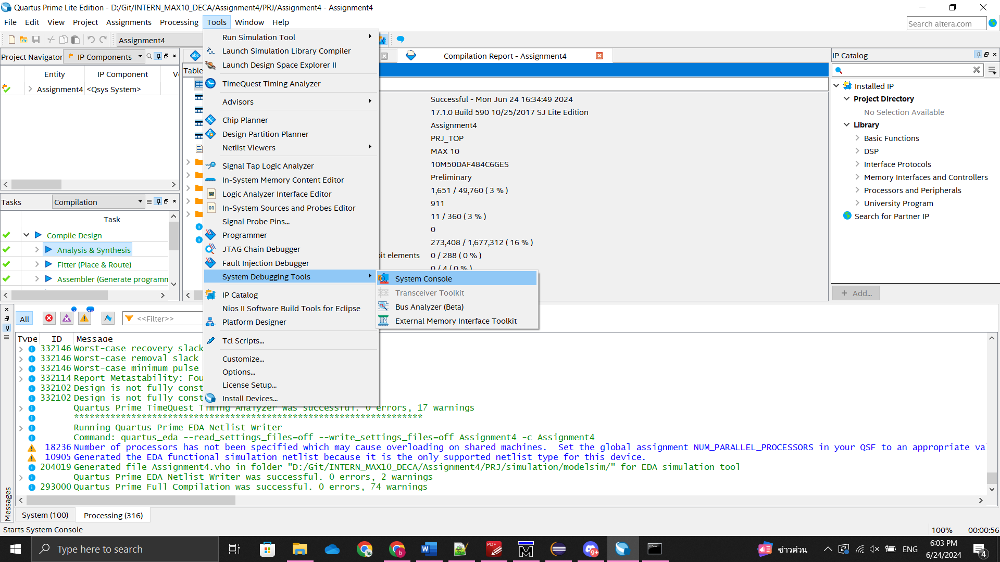 Quartus Prime Lite Edition - D:/Git/INTERN_MAX10_DECA/Assignment4/PRJ/Assignment4 - Assignment4
File Edit View Project Assignments Processing Tools Window Help
Search altera.com
Assignment4
Project Navigator IP Components
Entity IP Component
Assignment4 <Qsys System>
Tasks Compilation
Task
Compile Design
Analysis & Synthesis
Fitter (Place & Route)
Assembler (Generate programm
Run Simulation Tool
Launch Simulation Library Compiler
Launch Design Space Explorer II
TimeQuest Timing Analyzer
Advisors
Chip Planner
Design Partition Planner
Netlist Viewers
Signal Tap Logic Analyzer
In-System Memory Content Editor
Logic Analyzer Interface Editor
In-System Sources and Probes Editor
Signal Probe Pins...
Programmer
JTAG Chain Debugger
Fault Injection Debugger
System Debugging Tools
IP Catalog
Nios II Software Build Tools for Eclipse
Platform Designer
Tcl Scripts...
Customize...
Options...
License Setup...
Install Devices...
System Console
Transceiver Toolkit
Bus Analyzer (Beta)
External Memory Interface Toolkit
abc
Table
Compilation Report - Assignment4
Successful - Mon Jun 24 16:34:49 2024
17.1.0 Build 590 10/25/2017 SJ Lite Edition
Assignment4
PRJ_TOP
MAX 10
10M50DAF484C6GES
Preliminary
1,651 / 49,760 ( 3 % )
911
11 / 360 ( 3 % )
0
273,408 / 1,677,312 ( 16 % )
bit elements 0 / 288 ( 0 % )
0 / 4 ( 0 % )
IP Catalog
Installed IP
Project Directory
No Selection Available
Library
Basic Functions
DSP
Interface Protocols
Memory Interfaces and Controllers
Processors and Peripherals
University Program
Search for Partner IP
+ Add...
All
<<Filter>>
Type ID Message
332146 Worst-case recovery slack
332146 Worst-case removal slack
332146 Worst-case minimum pulse
332114 Report Metastability: Fou
332102 Design is not fully const
332102 Design is not fully const
Quartus Prime TimeQuest Timing Analyzer was successful. 0 errors, 17 warnings
*******************************************************************
Running Quartus Prime EDA Netlist Writer
Command: quartus_eda --read_settings_files=off --write_settings_files=off Assignment4 -c Assignment4
18236 Number of processors has not been specified which may cause overloading on shared machines.  Set the global assignment NUM_PARALLEL_PROCESSORS in your QSF to an appropriate va
10905 Generated the EDA functional simulation netlist because it is the only supported netlist type for this device.
204019 Generated file Assignment4.vho in folder "D:/Git/INTERN_MAX10_DECA/Assignment4/PRJ/simulation/modelsim/" for EDA simulation tool
Quartus Prime EDA Netlist Writer was successful. 0 errors, 2 warnings
293000 Quartus Prime Full Compilation was successful. 0 errors, 74 warnings
Messages
System (100) Processing (316)
Starts System Console
100% 00:00:56
Type here to search
PDF
9+
ข่าวด่วน
ENG
6:03 PM
6/24/2024
4